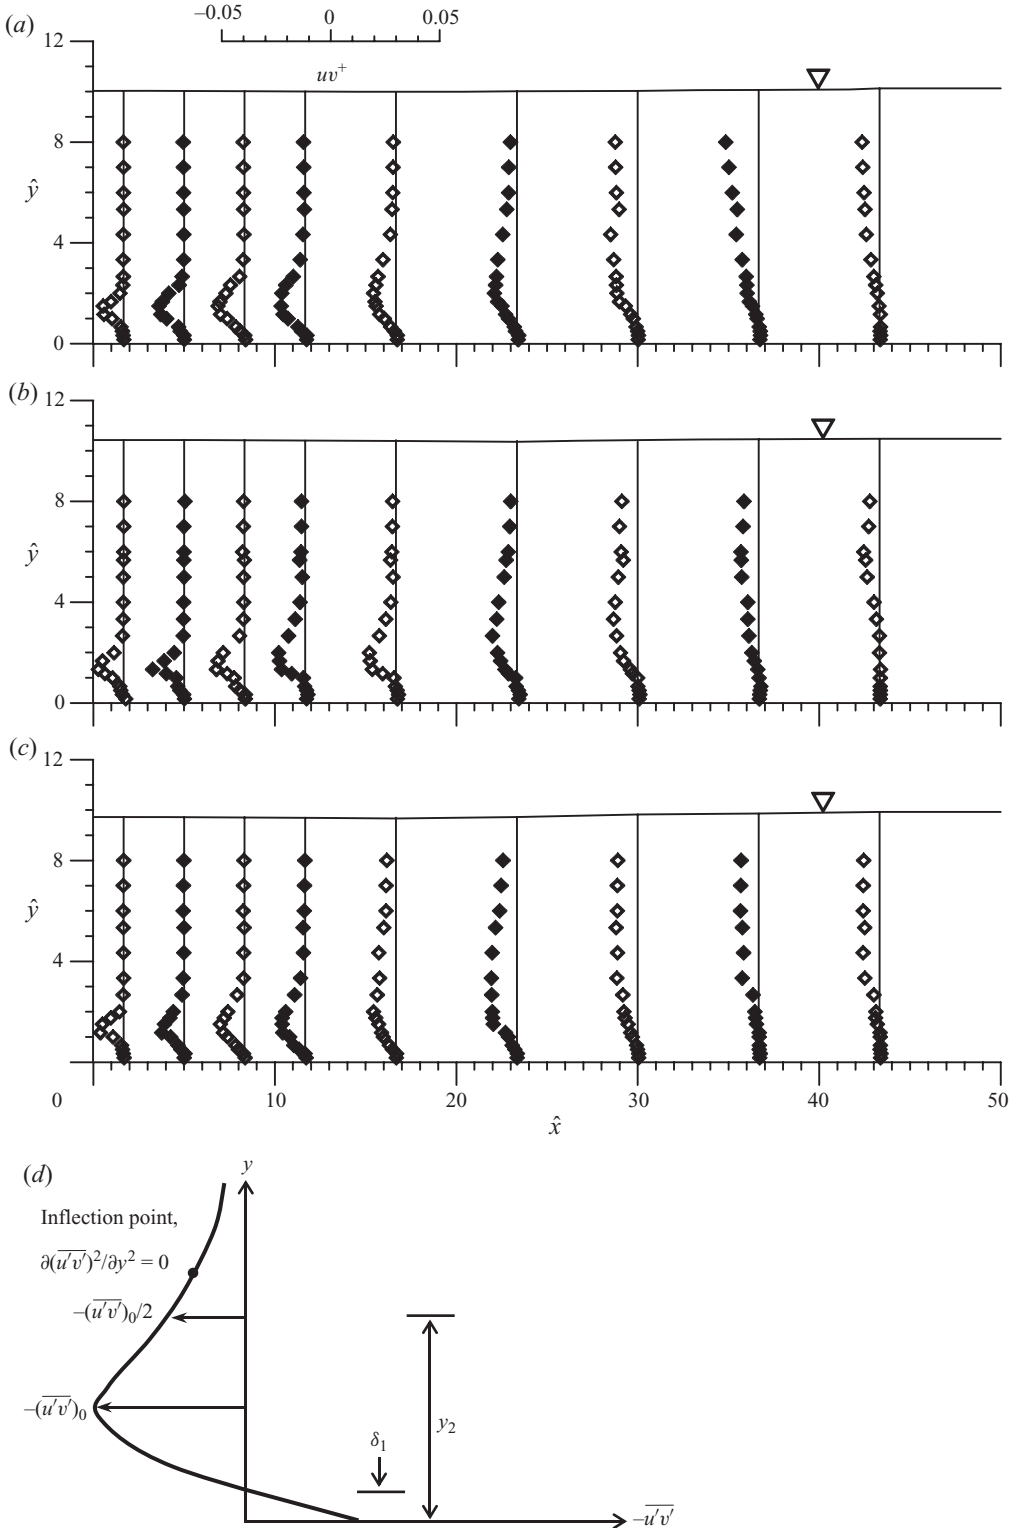 (a)
−0.05 0 0.05
uv⁺
12
8
ŷ
4
0
(b)
12
8
ŷ
4
0
(c)
12
8
ŷ
4
0 10 20 30 40 50
x̂
(d)
y
Inflection point,
∂(u̅′̅v̅′̅)²/∂y² = 0
−(u̅′̅v̅′̅)₀/2
−(u̅′̅v̅′̅)₀
y₂
δ₁
−u̅′̅v̅′̅